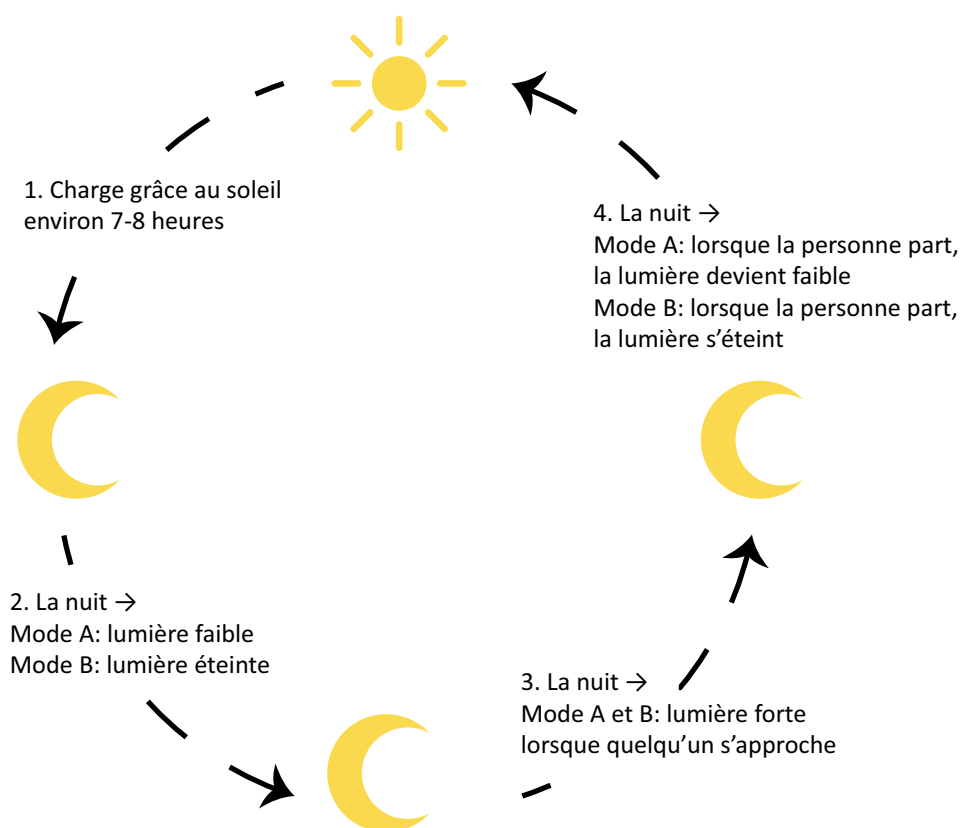 1. Charge grâce au soleil
environ 7-8 heures
2. La nuit →
Mode A: lumière faible
Mode B: lumière éteinte
3. La nuit →
Mode A et B: lumière forte
lorsque quelqu’un s’approche
4. La nuit →
Mode A: lorsque la personne part,
la lumière devient faible
Mode B: lorsque la personne part,
la lumière s’éteint